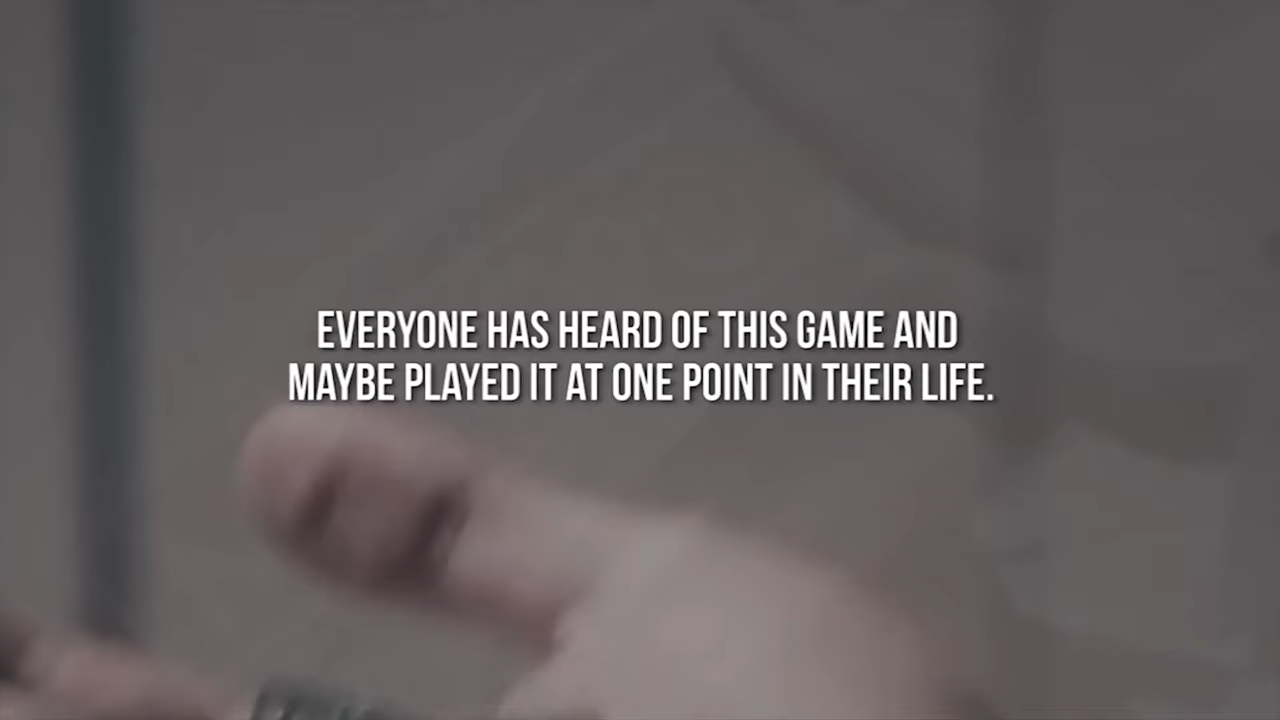 EVERYONE HAS HEARD OF THIS GAME AND
MAYBE PLAYED IT AT ONE POINT IN THEIR LIFE.